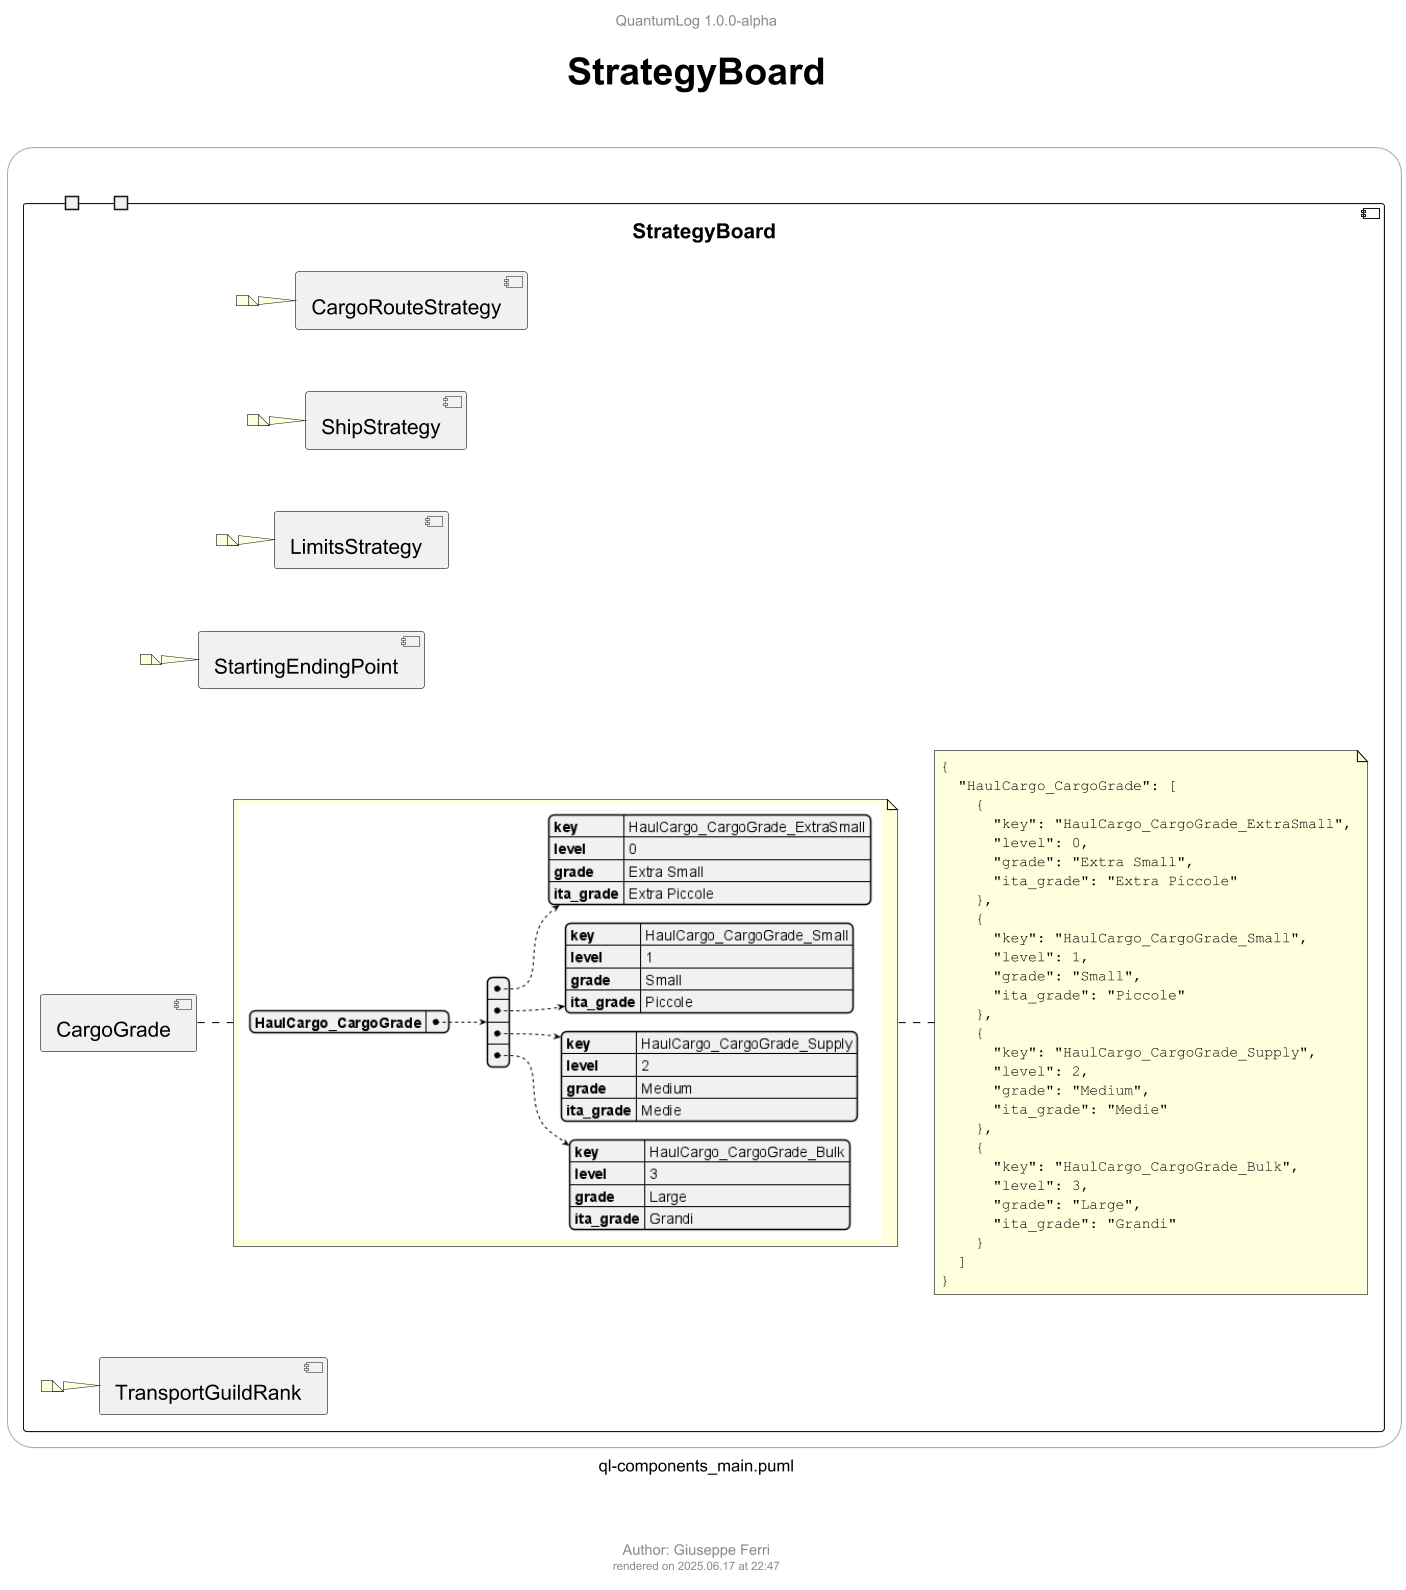 QuantumLog 1.0.0-alpha
StrategyBoard
StrategyBoard
CargoRouteStrategy
ShipStrategy
LimitsStrategy
StartingEndingPoint
CargoGrade
HaulCargo_CargoGrade
key HaulCargo_CargoGrade_ExtraSmall
level 0
grade Extra Small
ita_grade Extra Piccole
key HaulCargo_CargoGrade_Small
level 1
grade Small
ita_grade Piccole
key HaulCargo_CargoGrade_Supply
level 2
grade Medium
ita_grade Medie
key HaulCargo_CargoGrade_Bulk
level 3
grade Large
ita_grade Grandi
{
"HaulCargo_CargoGrade": [
{
"key": "HaulCargo_CargoGrade_ExtraSmall",
"level": 0,
"grade": "Extra Small",
"ita_grade": "Extra Piccole"
},
{
"key": "HaulCargo_CargoGrade_Small",
"level": 1,
"grade": "Small",
"ita_grade": "Piccole"
},
{
"key": "HaulCargo_CargoGrade_Supply",
"level": 2,
"grade": "Medium",
"ita_grade": "Medie"
},
{
"key": "HaulCargo_CargoGrade_Bulk",
"level": 3,
"grade": "Large",
"ita_grade": "Grandi"
}
]
}
TransportGuildRank
ql-components_main.puml
Author: Giuseppe Ferri
rendered on 2025.06.17 at 22:47